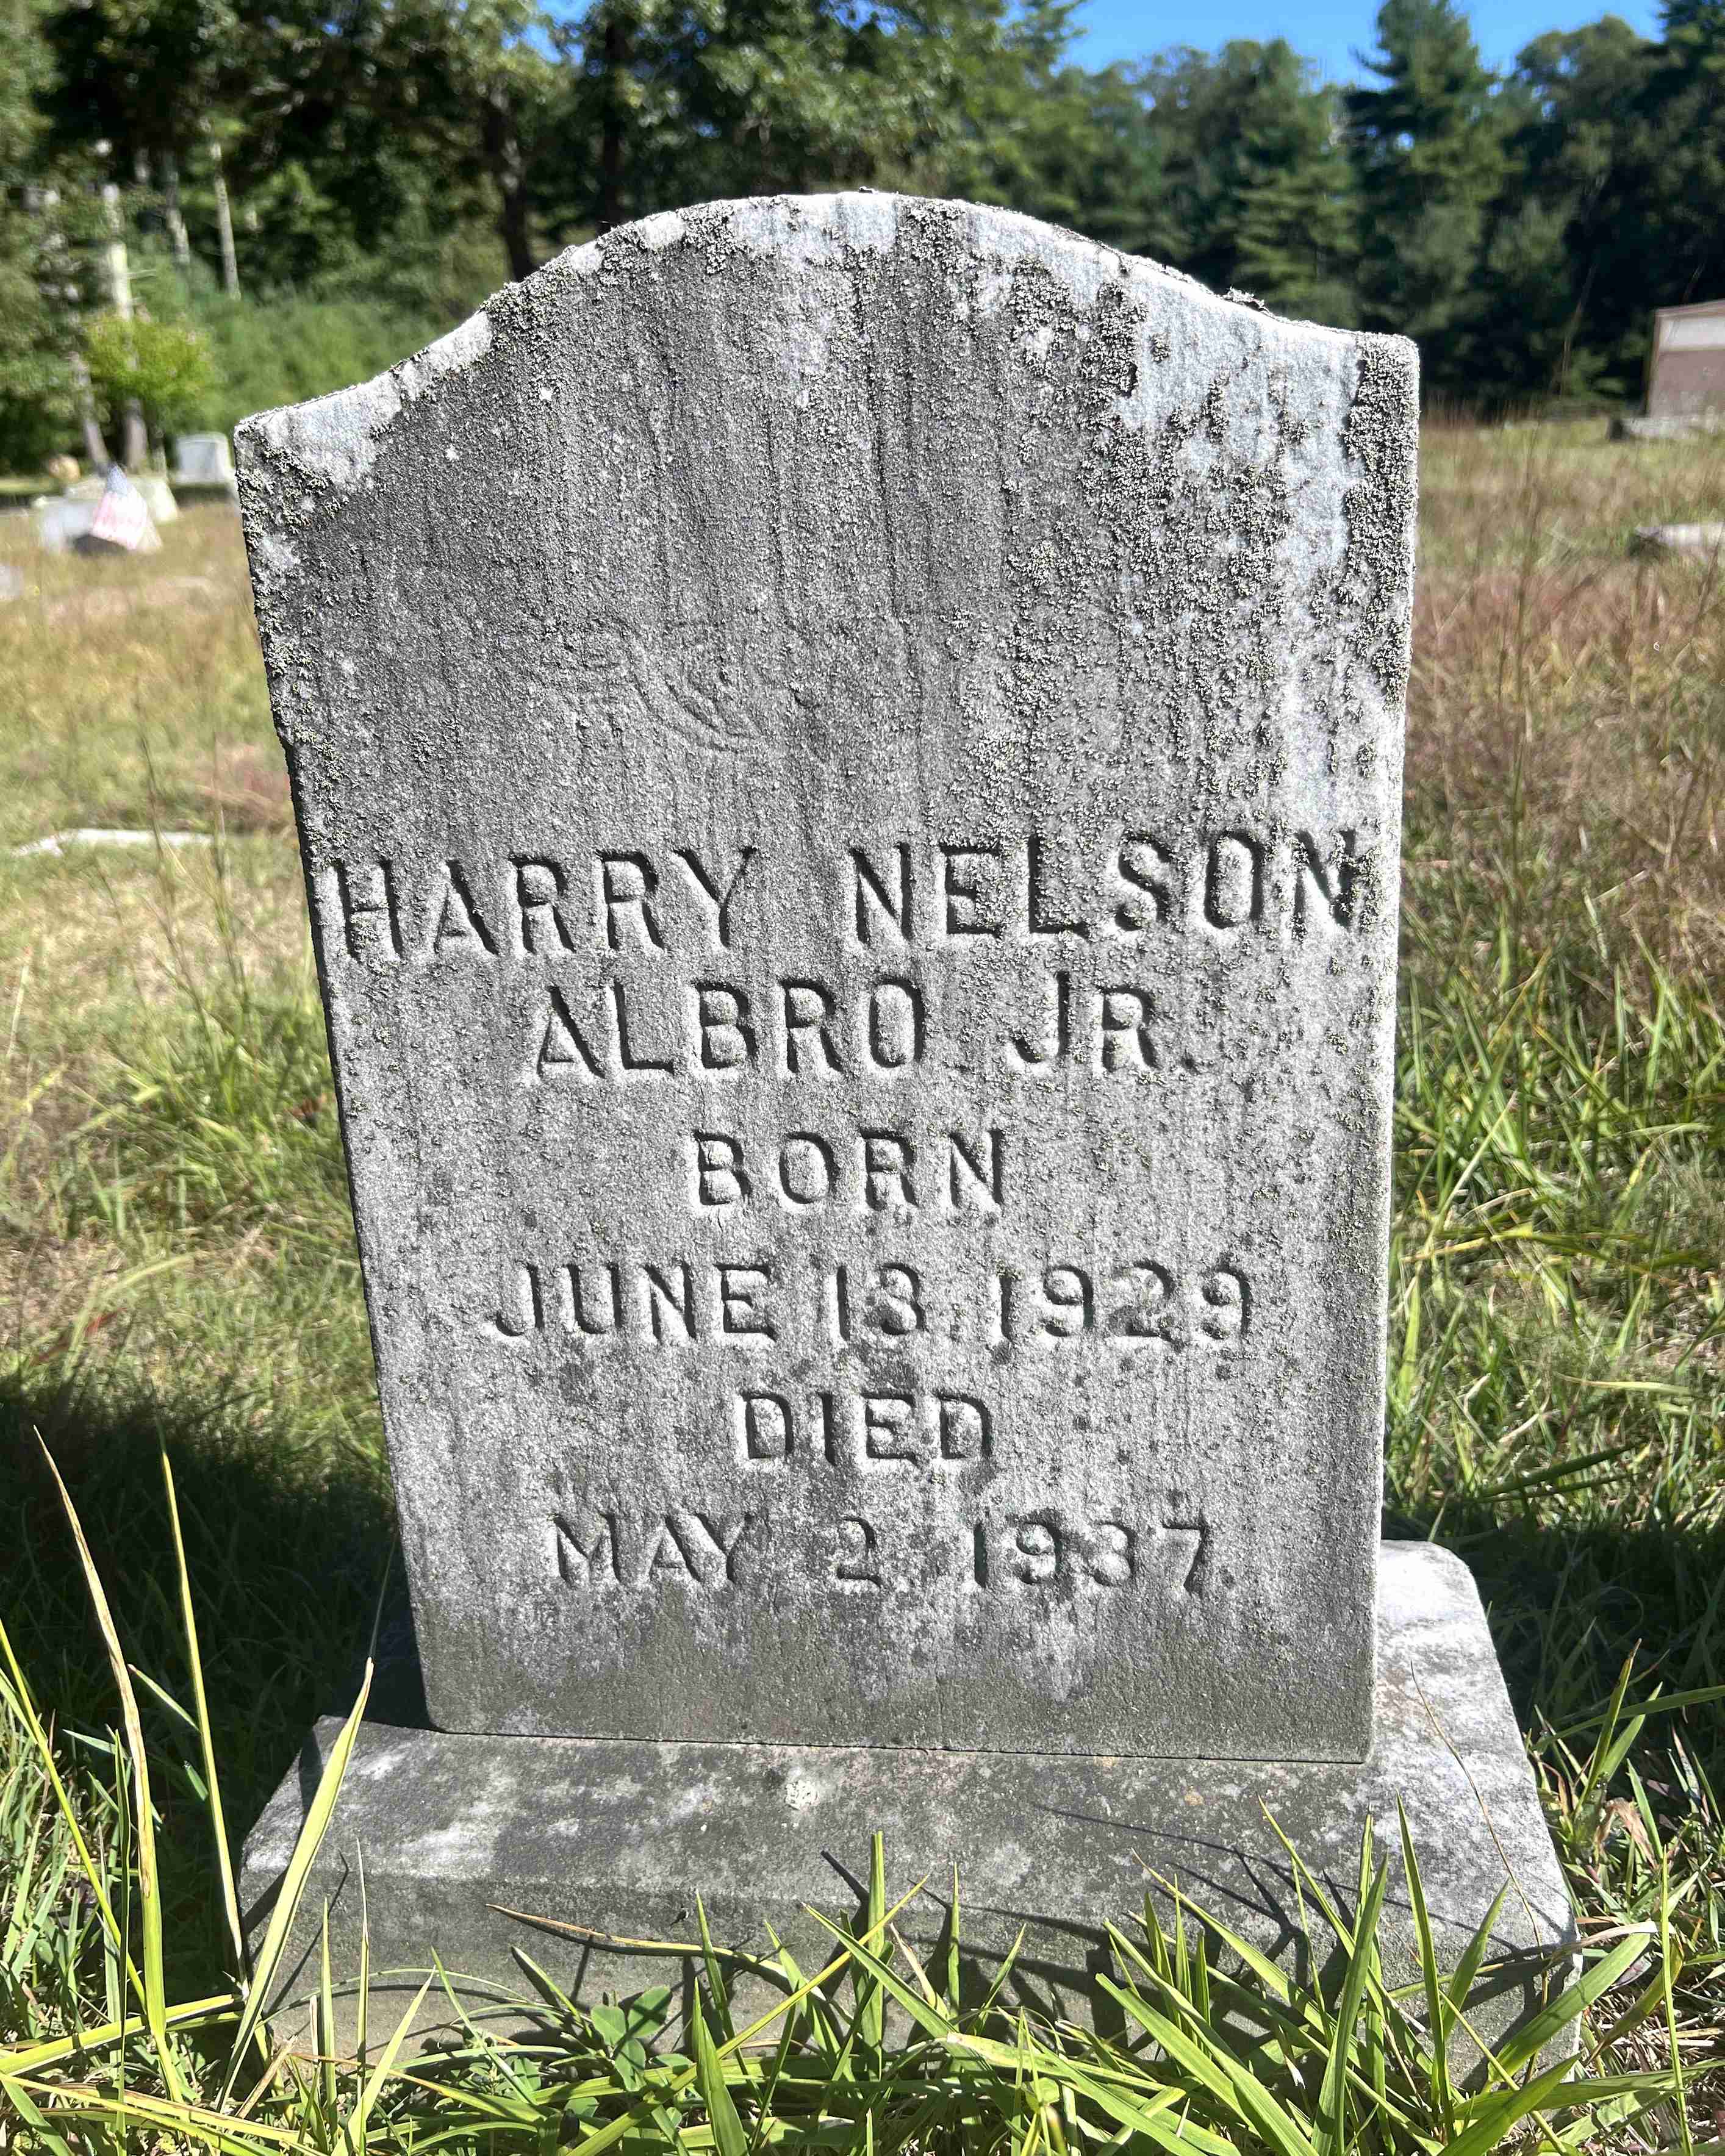 HARRY NELSON
ALBRO JR.
BORN
JUNE 13, 1929
DIED
MAY 2, 1937.